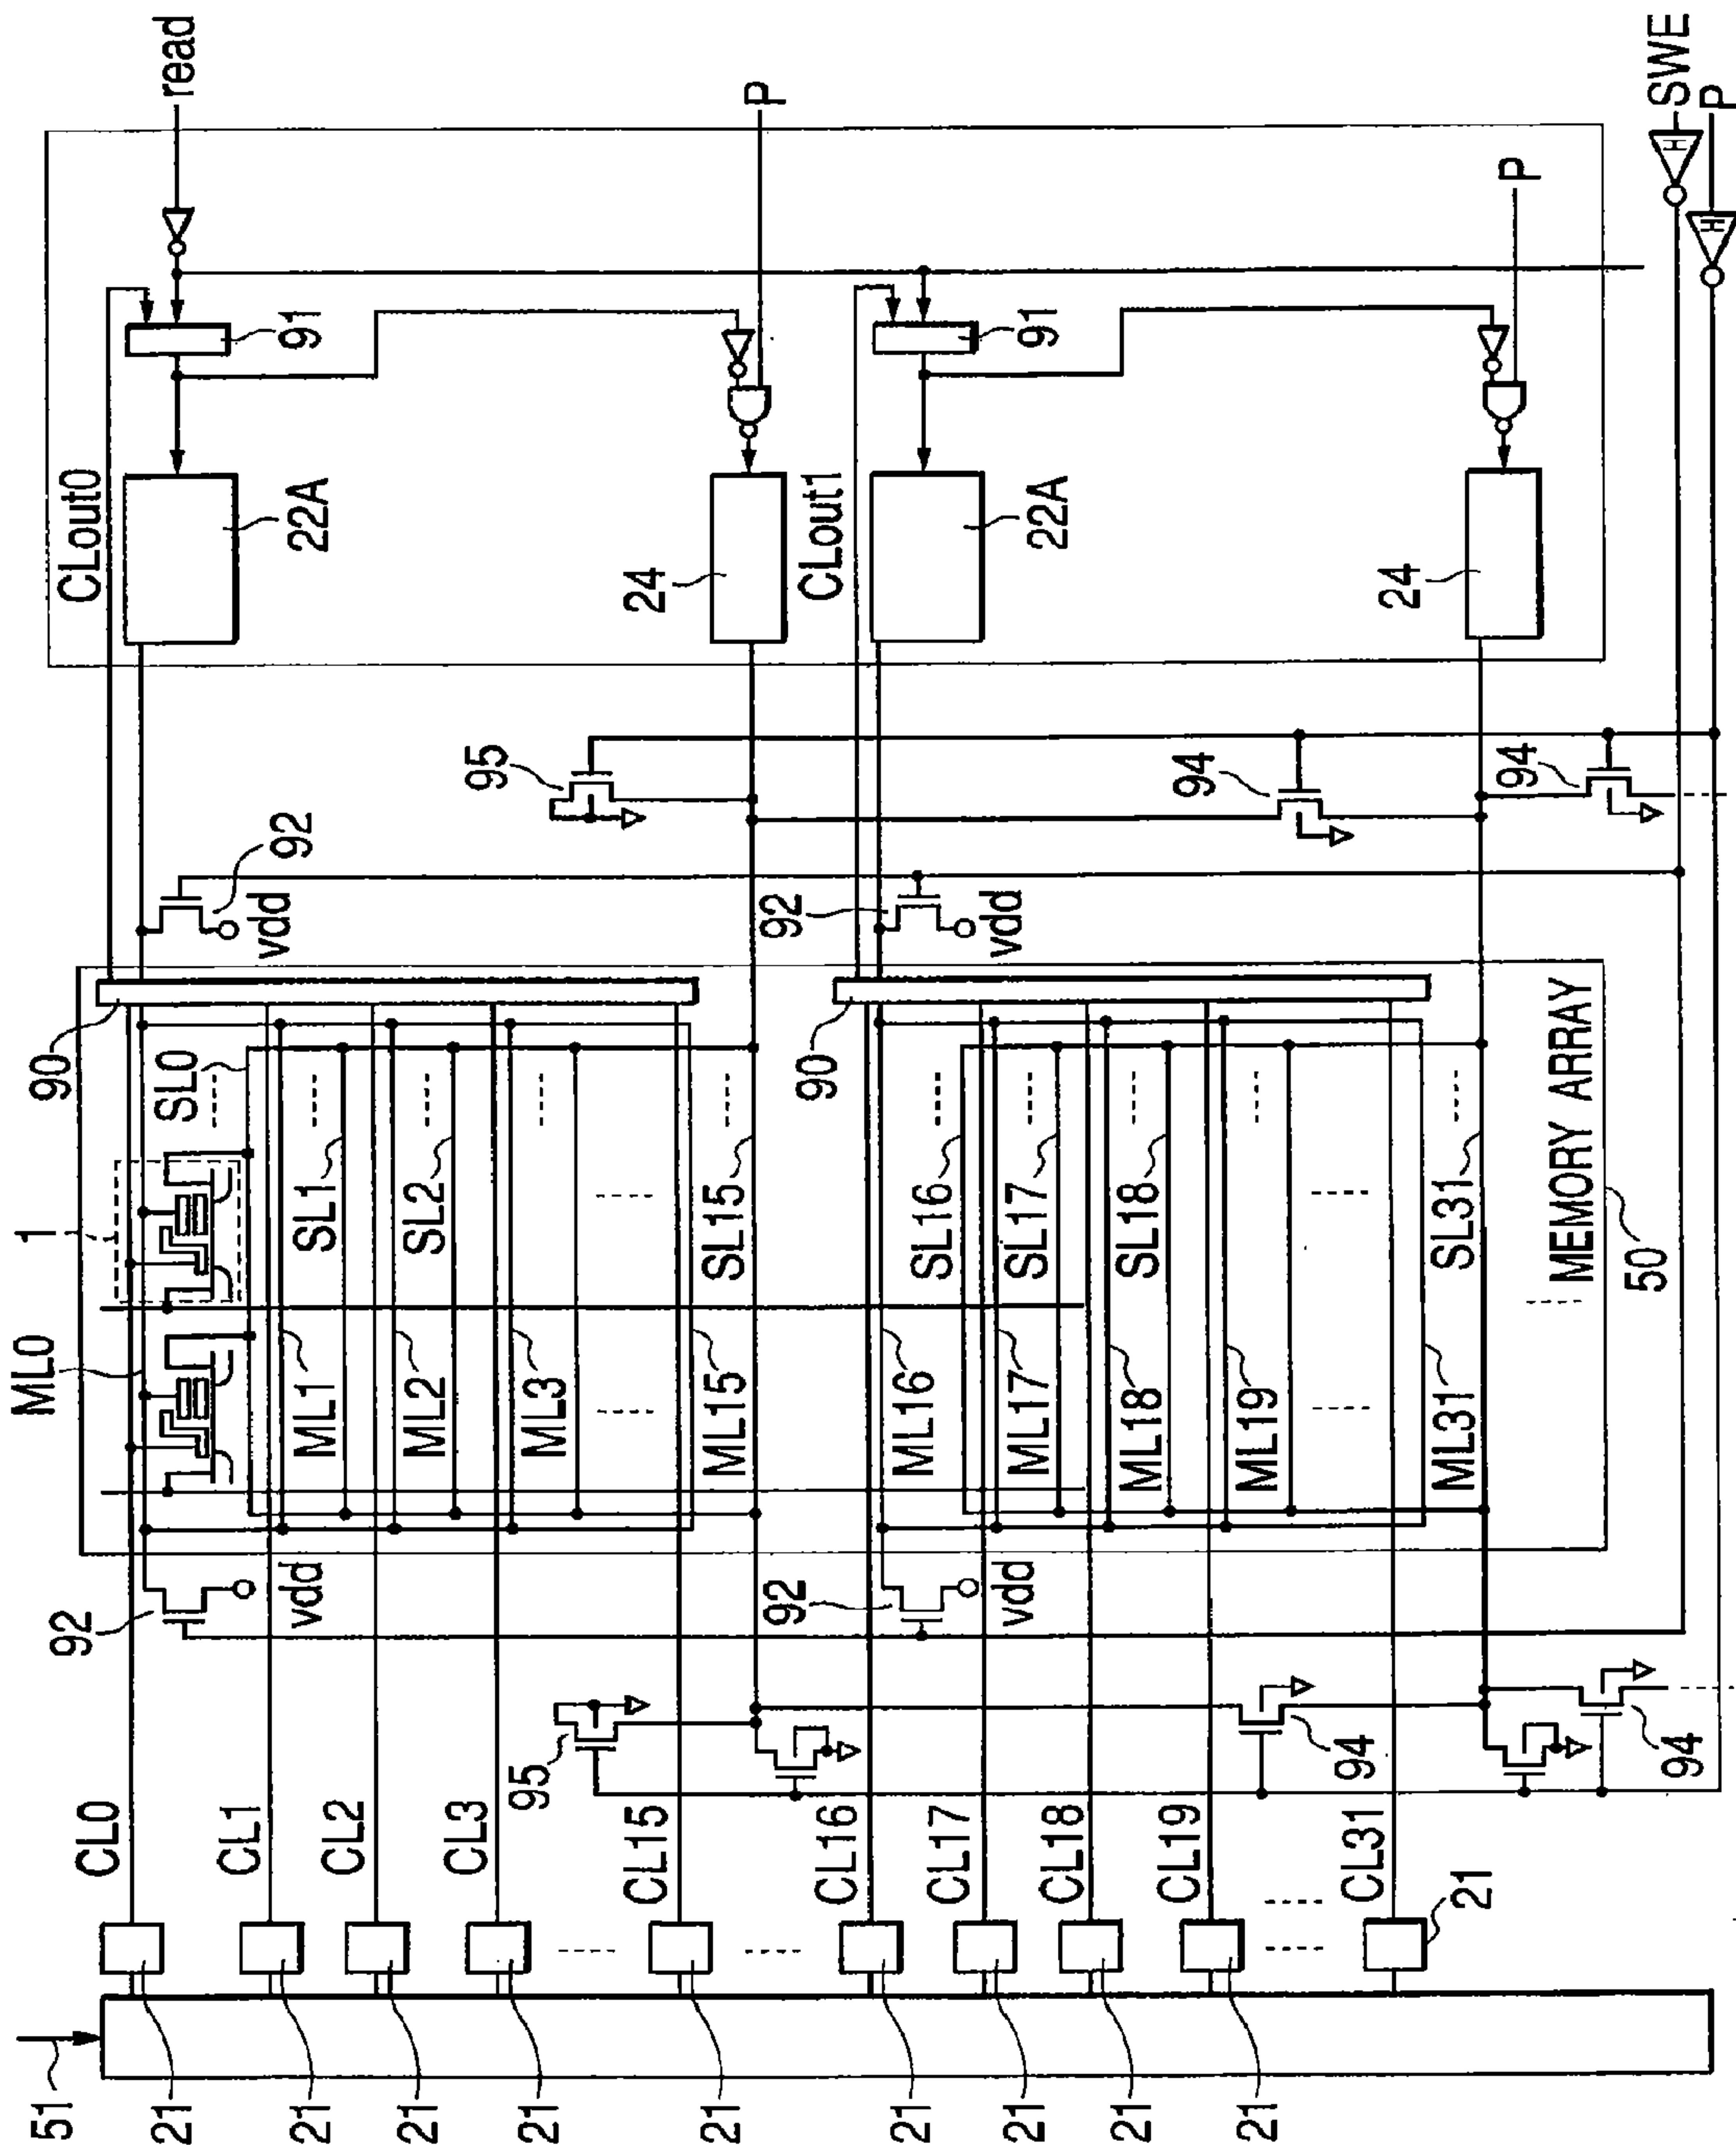 read
P
SWE
P
P
91
91
CLout0
22A
24
CLout1
22A
24
95
94
94
92
vdd
92
vdd
90
90
SL0
1
SL1
SL2
SL15
SL16
SL17
SL18
SL31
MEMORY ARRAY
50
ML0
ML1
ML2
ML3
ML15
ML16
ML17
ML18
ML19
ML31
92
vdd
92
vdd
95
94
94
CL0
CL1
CL2
CL3
CL15
CL16
CL17
CL18
CL19
CL31
21
51
21
21
21
21
21
21
21
21
21
H
H